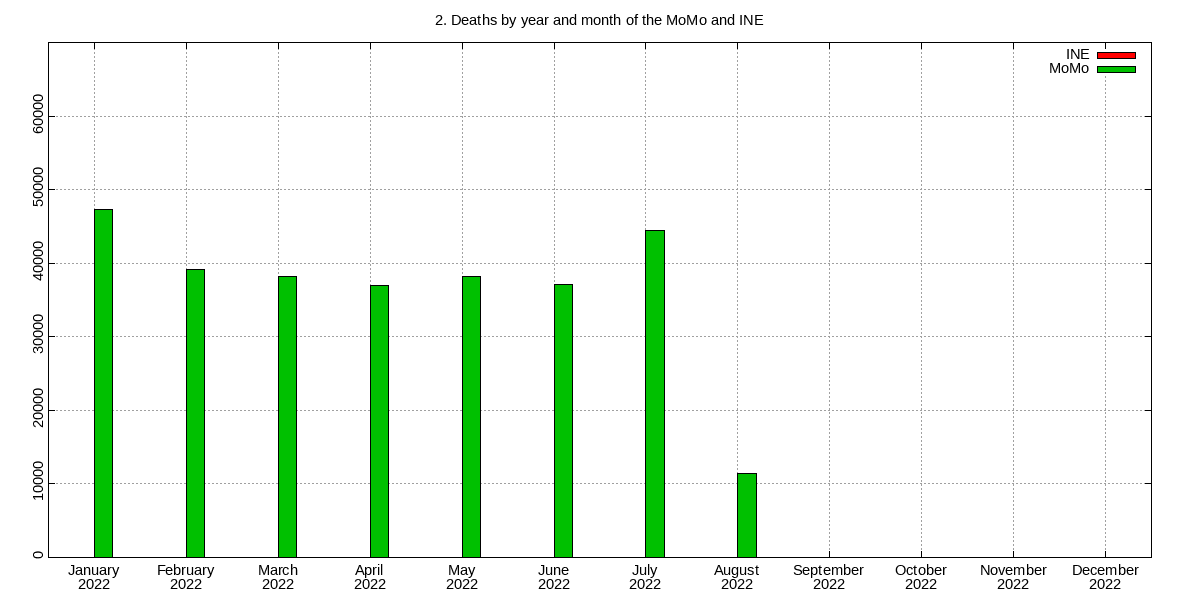 2. Deaths by year and month of the MoMo and INE
INE
MoMo
60000
50000
40000
30000
20000
10000
0
January February March April May June July August September October November December
2022 2022 2022 2022 2022 2022 2022 2022 2022 2022 2022 2022